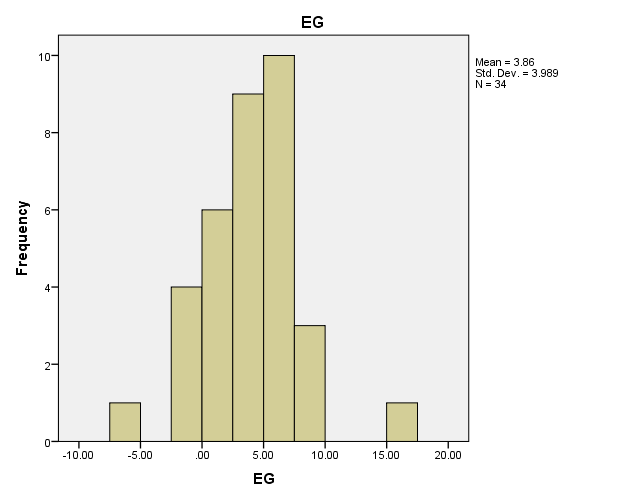 EG
Mean = 3.86
Std. Dev. = 3.989
N = 34
10
8
6
4
2
0
Frequency
-10.00
-5.00
.00
5.00
10.00
15.00
20.00
EG